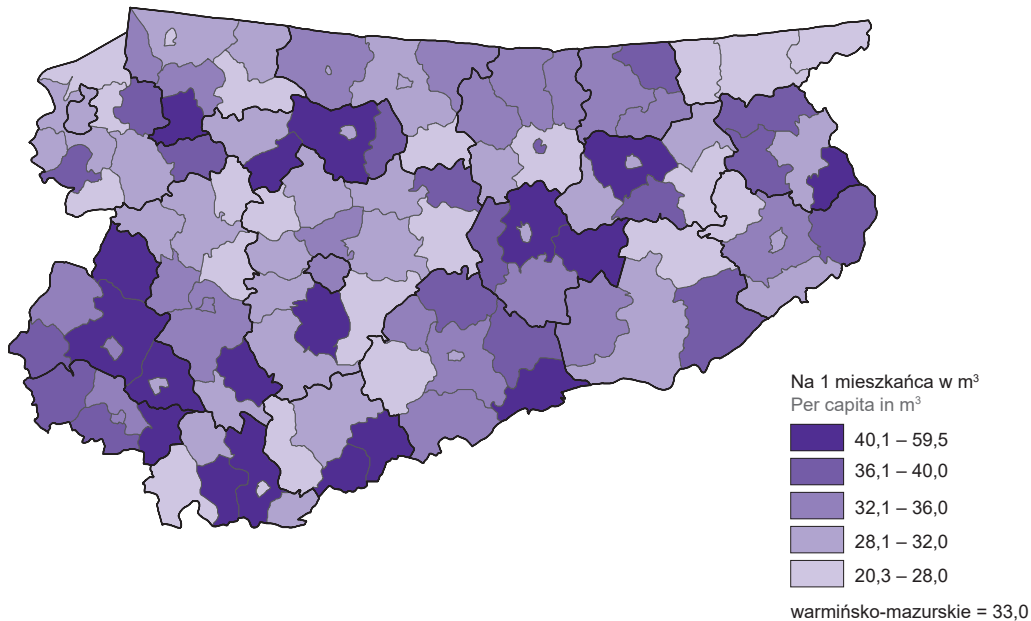 Na 1 mieszkańca w m³
Per capita in m³
40,1 – 59,5
36,1 – 40,0
32,1 – 36,0
28,1 – 32,0
20,3 – 28,0
warmińsko-mazurskie = 33,0